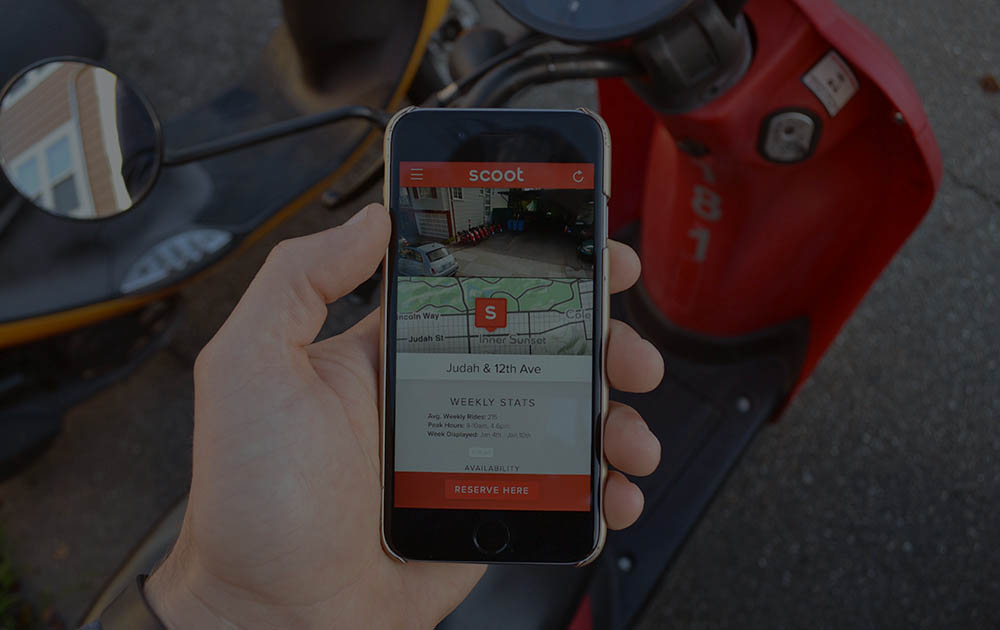 scoot
Lincoln Way
Cole
S
Judah St
Inner Sunset
Judah & 12th Ave
WEEKLY STATS
Avg. Weekly Rides: 215
Peak Hours: 8-10am, 4-6pm
Week Displayed: Jan 4th - Jan 10th
AVAILABILITY
RESERVE HERE
181